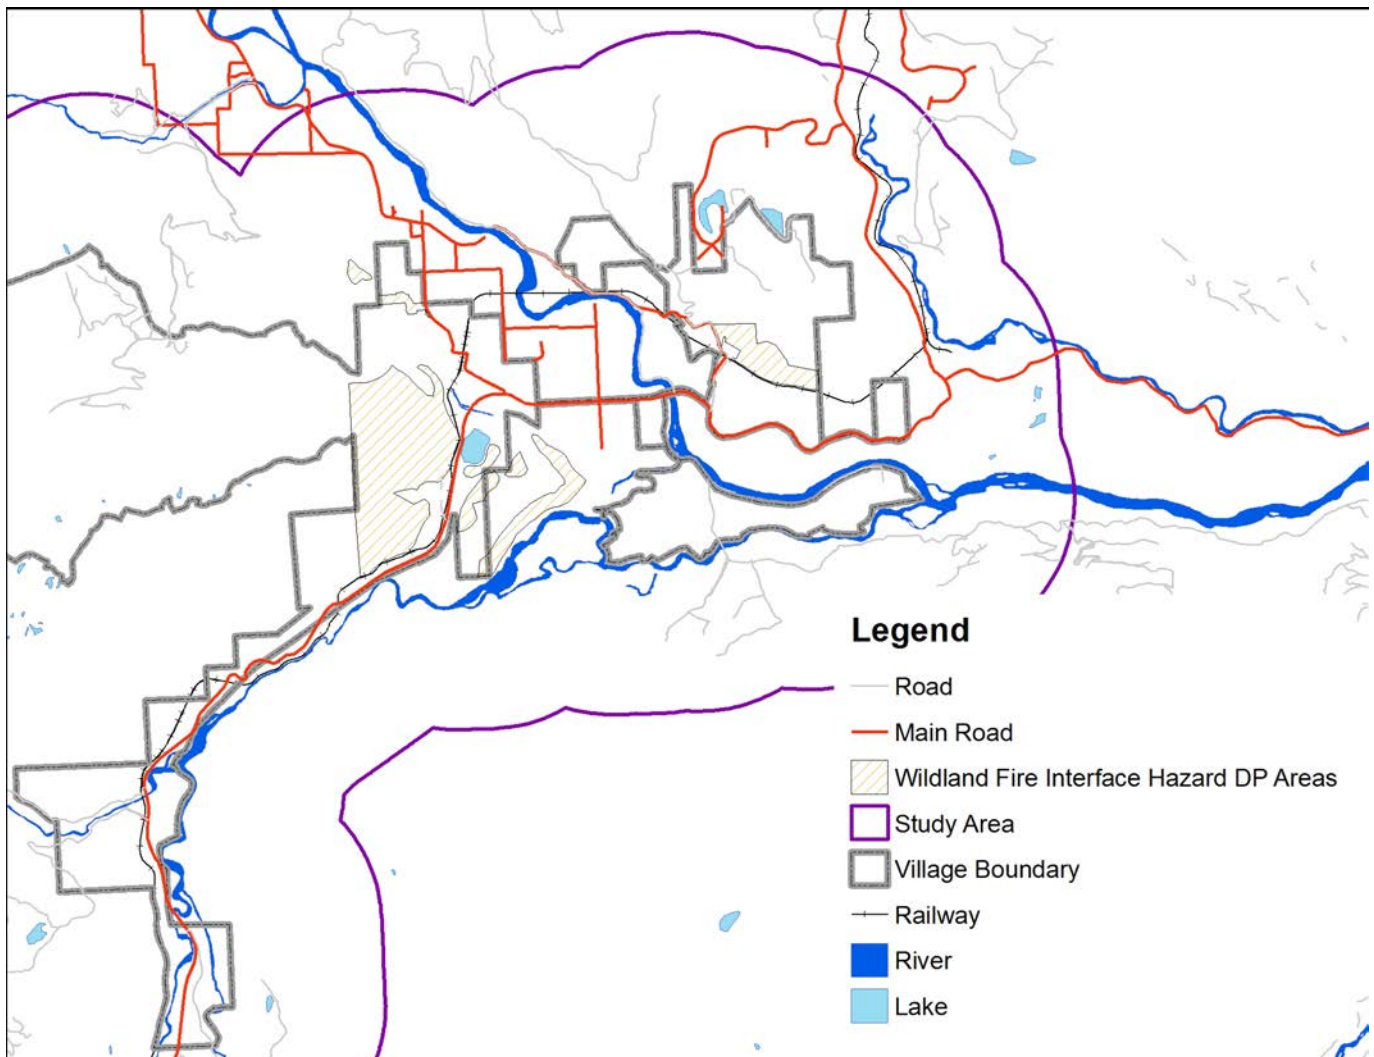 Legend
Road
Main Road
Wildland Fire Interface Hazard DP Areas
Study Area
Village Boundary
Railway
River
Lake